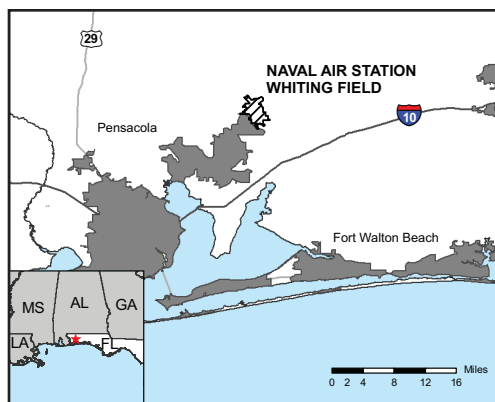 29
NAVAL AIR STATION
WHITING FIELD
10
Pensacola
Fort Walton Beach
MS
AL
GA
LA
FL
Miles
0 2 4 8 12 16